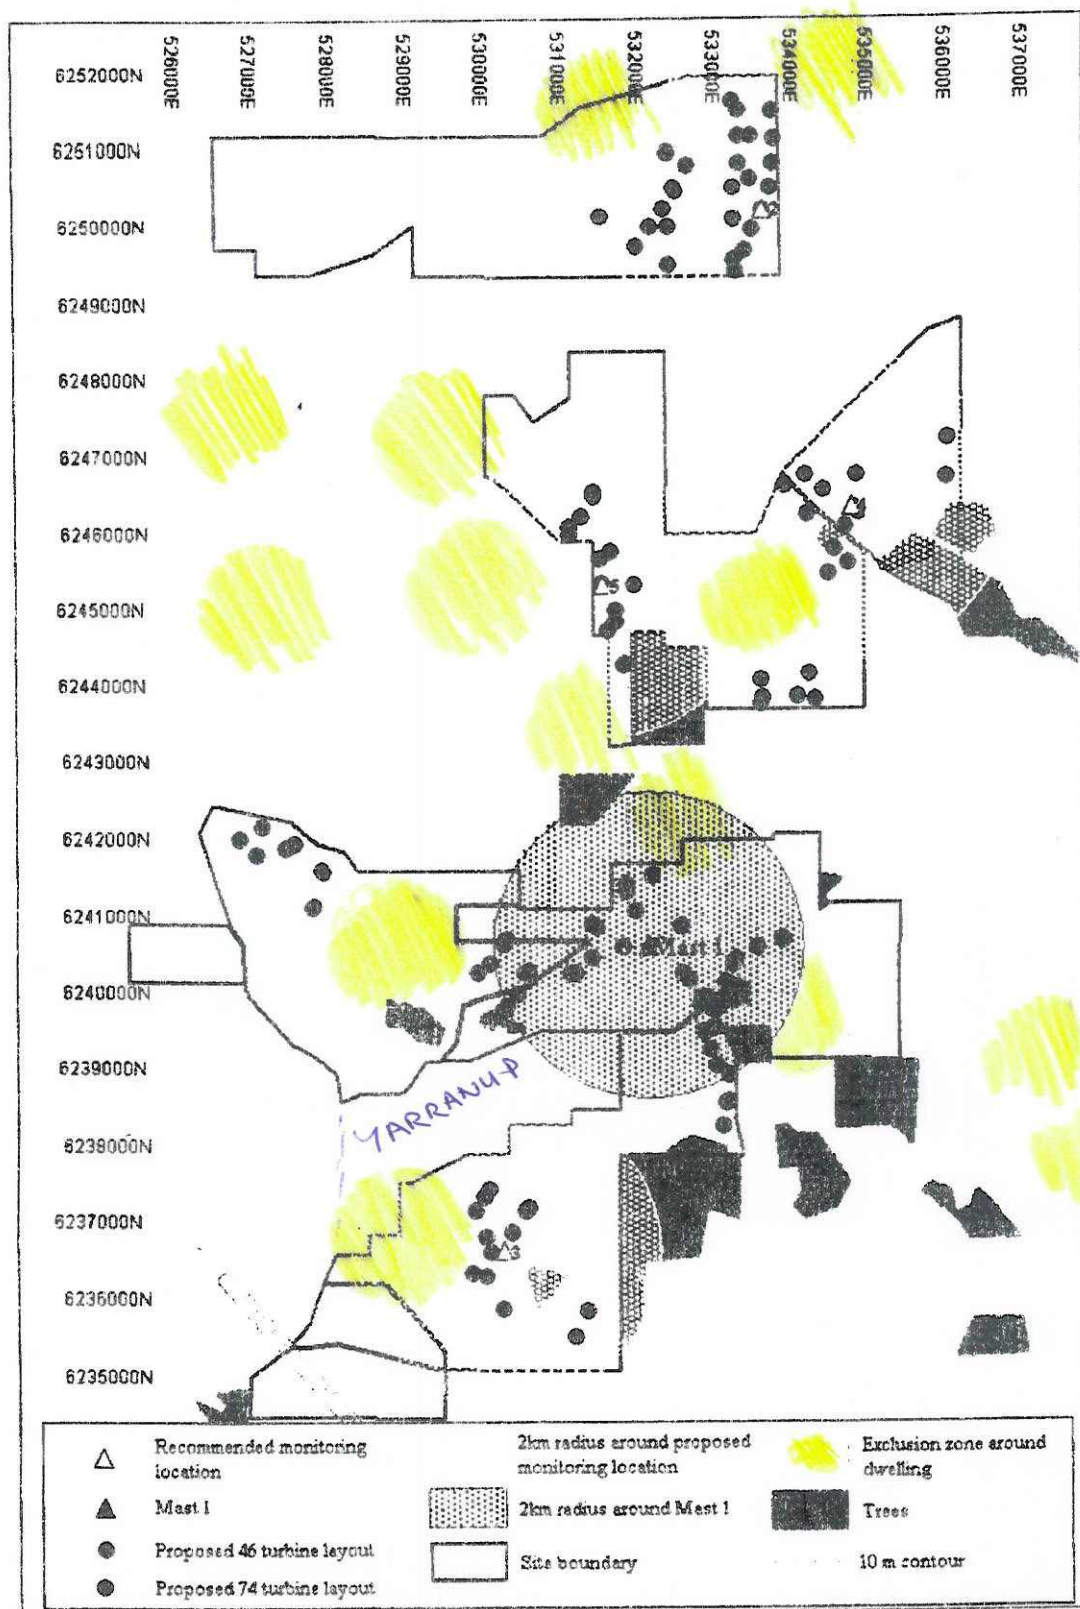 526000E
527000E
528000E
529000E
530000E
531000E
532000E
533000E
534000E
535000E
536000E
537000E
6252000N
6251000N
6250000N
6249000N
6248000N
6247000N
6246000N
6245000N
5
6244000N
6243000N
6242000N
6241000N
Mast 1
6240000N
6239000N
YARRANUP
6238000N
6237000N
3
6236000N
6235000N
Recommended monitoring
location
Mast 1
Proposed 46 turbine layout
Proposed 74 turbine layout
2km radius around proposed
monitoring location
2km radius around Mast 1
Site boundary
Exclusion zone around
dwelling
Trees
10 m contour